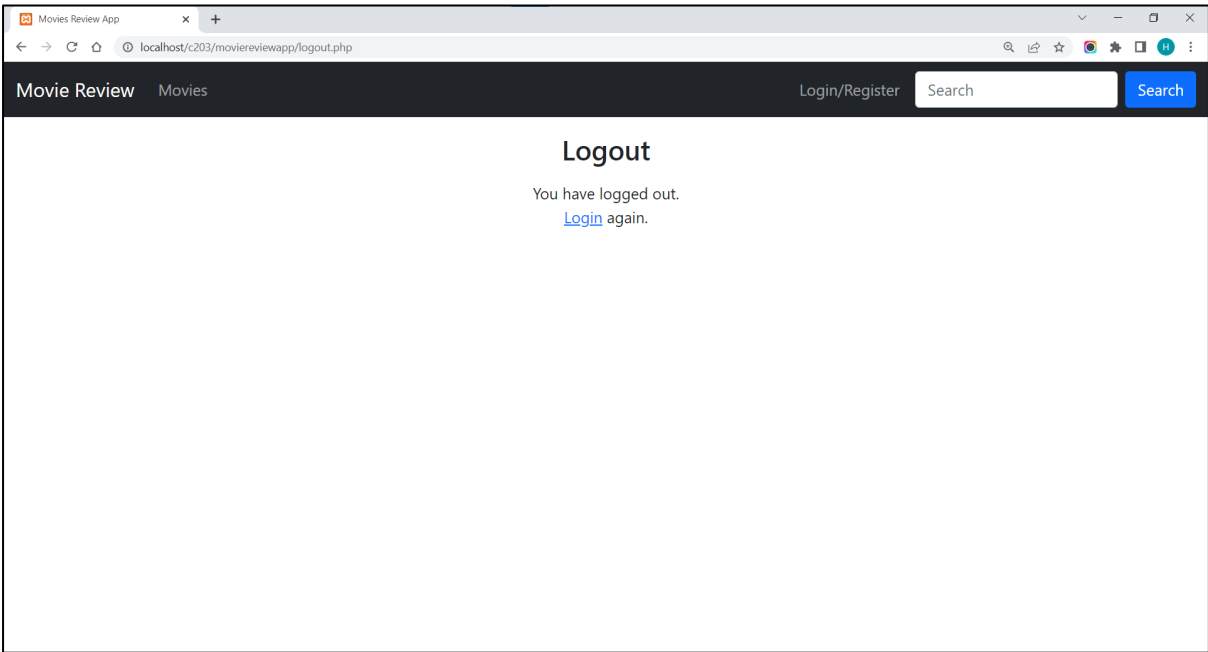 Movies Review App
localhost/c203/moviereviewapp/logout.php
H
Movie Review Movies Login/Register Search Search
Logout
You have logged out.
Login again.